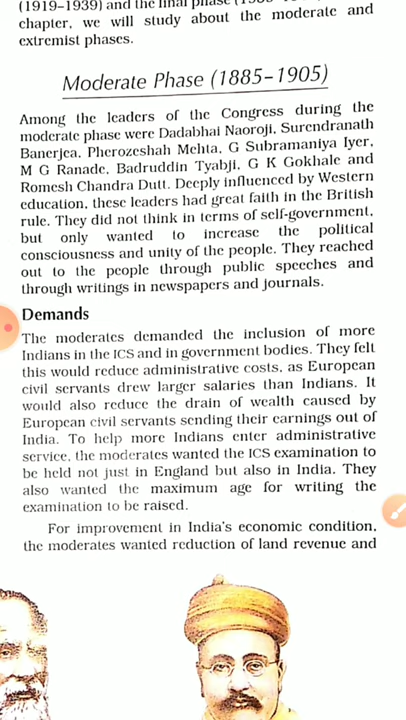 (1919–1939) and the final phase
chapter, we will study about the moderate and
extremist phases.
Moderate Phase (1885–1905)
Among the leaders of the Congress during the
moderate phase were Dadabhai Naoroji, Surendranath
Banerjea, Pherozeshah Mehta, G Subramaniya Iyer,
M G Ranade, Badruddin Tyabji, G K Gokhale and
Romesh Chandra Dutt. Deeply influenced by Western
education, these leaders had great faith in the British
rule. They did not think in terms of self-government,
but only wanted to increase the political
consciousness and unity of the people. They reached
out to the people through public speeches and
through writings in newspapers and journals.
Demands
The moderates demanded the inclusion of more
Indians in the ICS and in government bodies. They felt
this would reduce administrative costs, as European
civil servants drew larger salaries than Indians. It
would also reduce the drain of wealth caused by
European civil servants sending their earnings out of
India. To help more Indians enter administrative
service, the moderates wanted the ICS examination to
be held not just in England but also in India. They
also wanted the maximum age for writing the
examination to be raised.
For improvement in India's economic condition,
the moderates wanted reduction of land revenue and